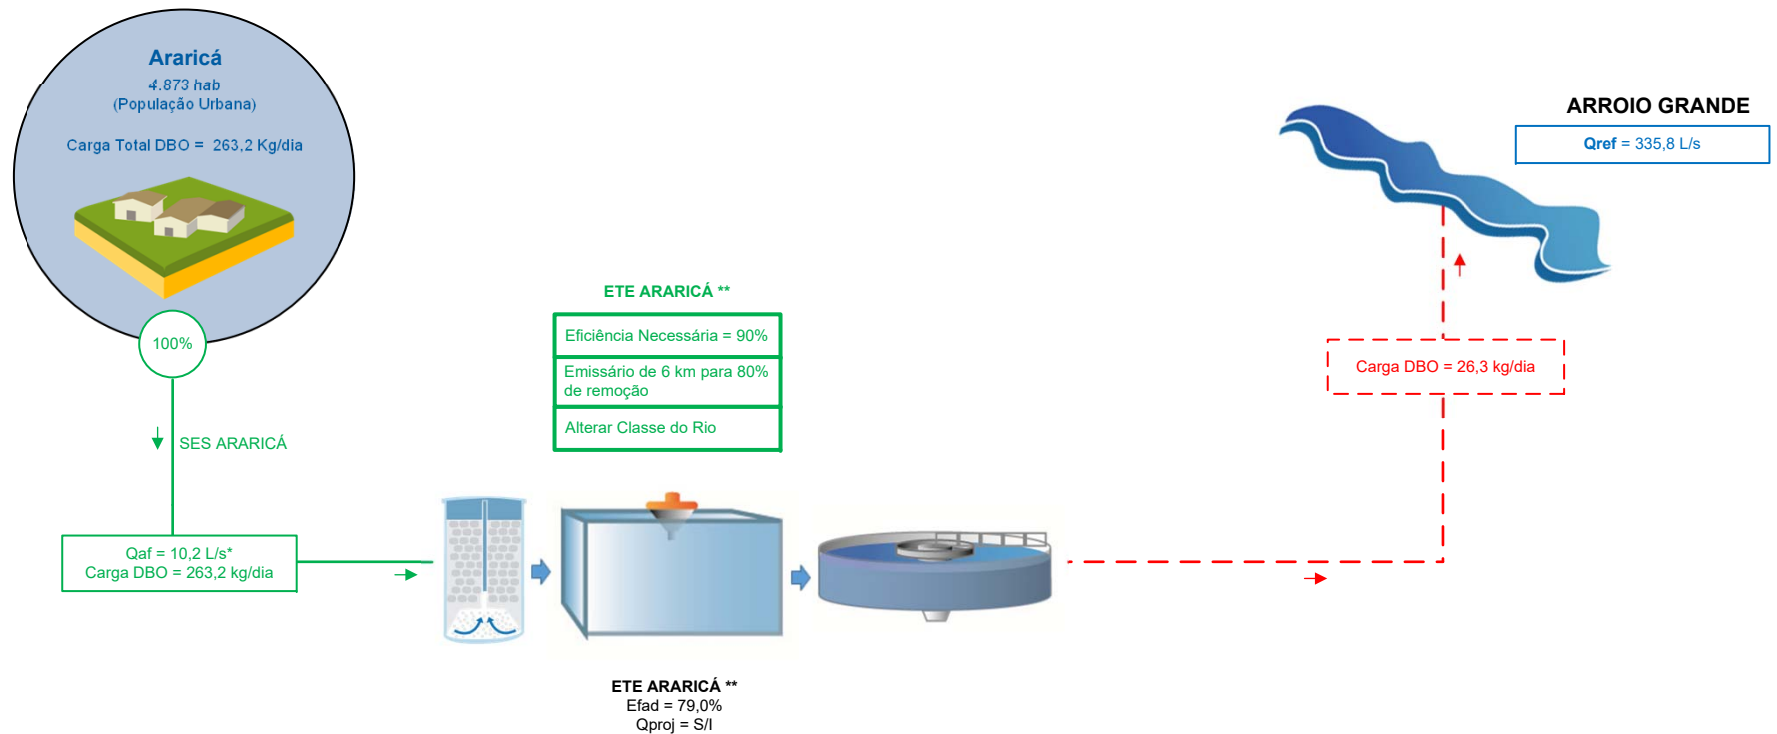 Araricá
4.873 hab
(População Urbana)
Carga Total DBO =  263,2 Kg/dia
100%
SES ARARICÁ
Qaf = 10,2 L/s*
Carga DBO = 263,2 kg/dia
ETE ARARICÁ **
Eficiência Necessária = 90%
Emissário de 6 km para 80%
de remoção
Alterar Classe do Rio
ETE ARARICÁ **
Efad = 79,0%
Qproj = S/I
Carga DBO = 26,3 kg/dia
ARROIO GRANDE
Qref = 335,8 L/s